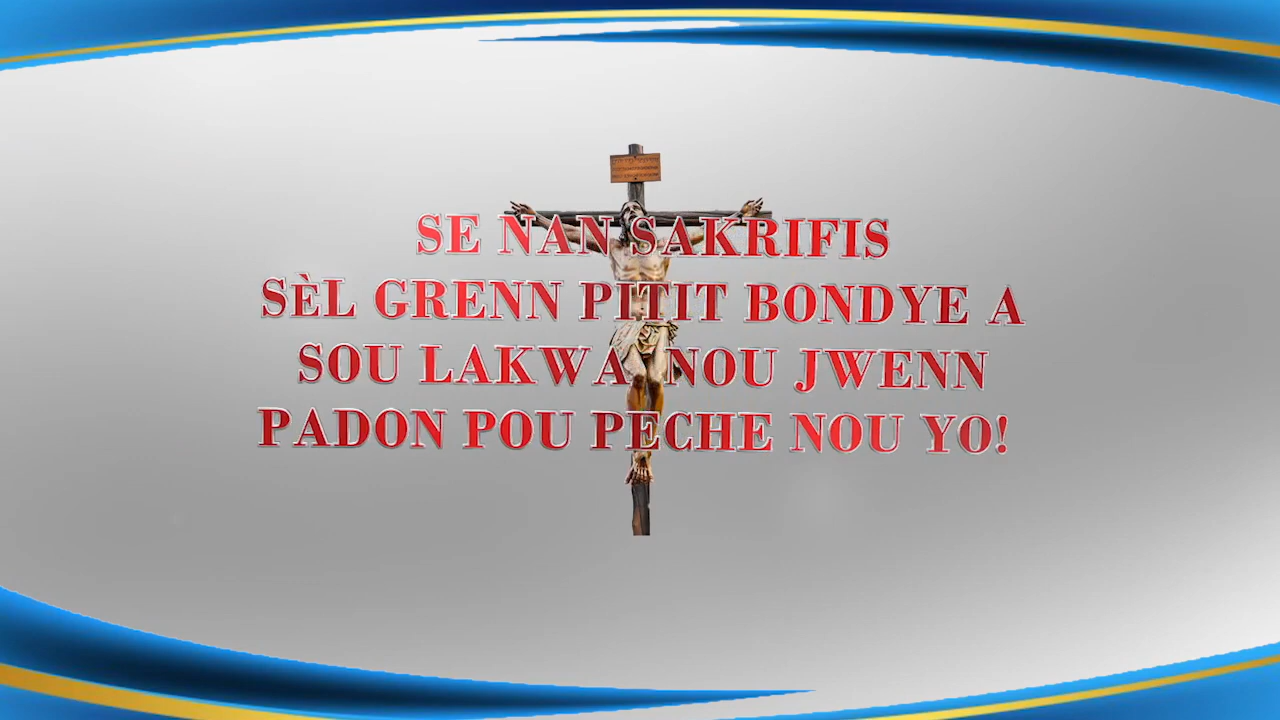 SE NAN SAKRIFIS
SÈL GRENN PITIT BONDYE A
SOU LAKWA NOU JWENN
PADON POU PECHE NOU YO!